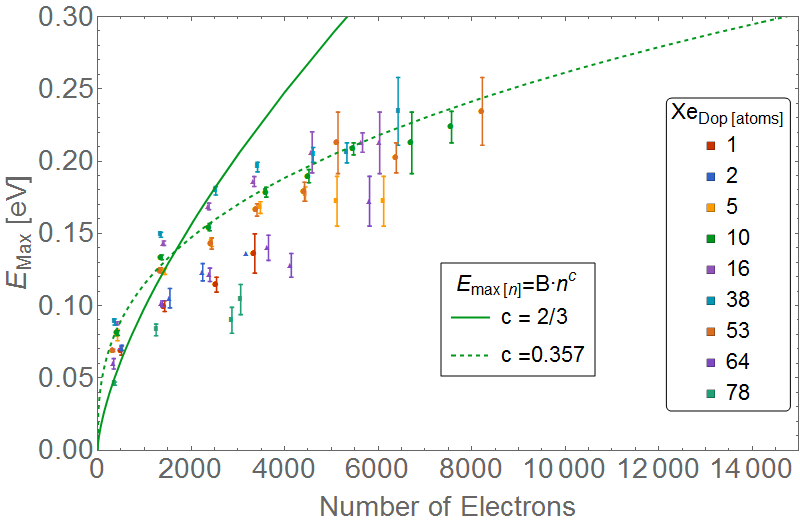 0.30
0.25
0.20
0.15
0.10
0.05
0.00
E_Max [eV]
0 2000 4000 6000 8000 10 000 12 000 14 000
Number of Electrons
E_max [n]=B·n^c
c = 2/3
c =0.357
Xe_Dop [atoms]
1
2
5
10
16
38
53
64
78